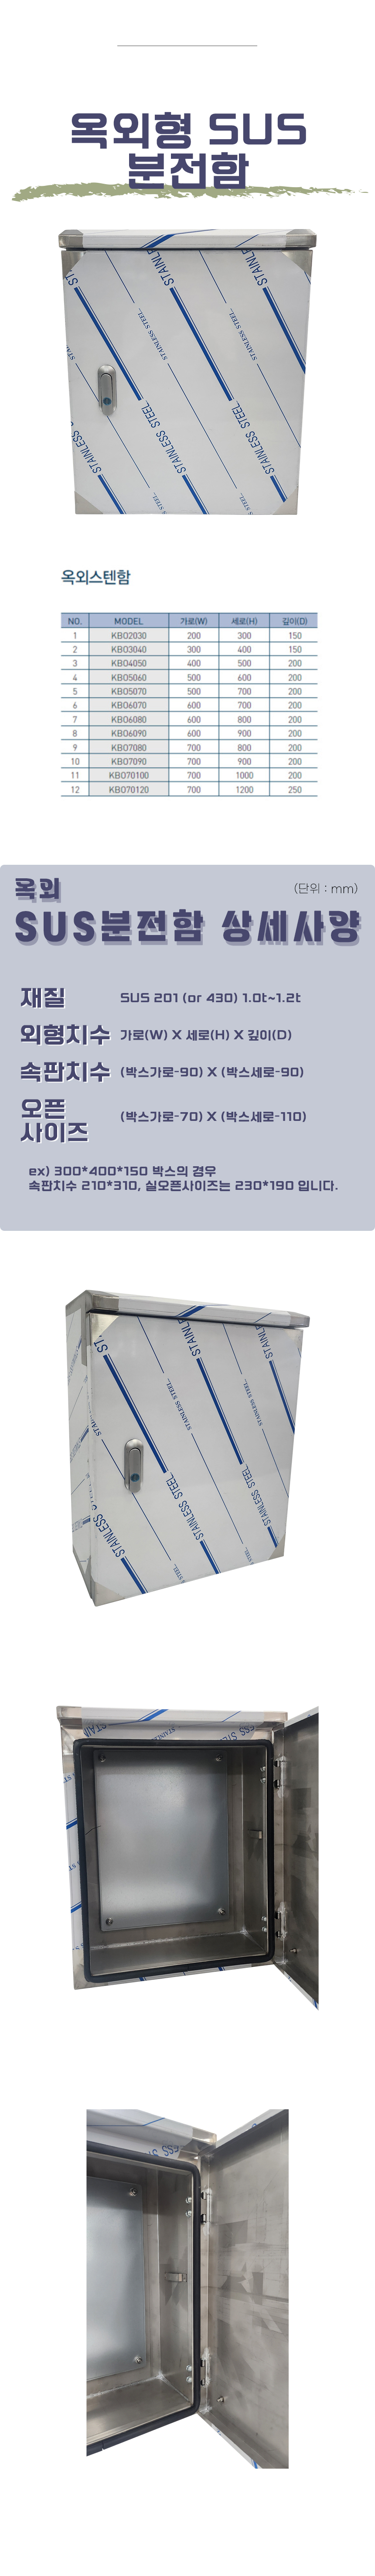 옥외형 SUS
분전함
STAINLESS STEEL
STAINLESS STEEL
STAINLESS STEEL
옥외스텐함
NO. MODEL 가로(W) 세로(H) 깊이(D)
1 KBO2030 200 300 150
2 KBO3040 300 400 150
3 KBO4050 400 500 200
4 KBO5060 500 600 200
5 KBO5070 500 700 200
6 KBO6070 600 700 200
7 KBO6080 600 800 200
8 KBO6090 600 900 200
9 KBO7080 700 800 200
10 KBO7090 700 900 200
11 KBO70100 700 1000 200
12 KBO70120 700 1200 250
옥외
(단위 : mm)
SUS분전함 상세사양
재질 SUS 201 (or 430) 1.0t~1.2t
외형치수 가로(W) X 세로(H) X 깊이(D)
속판치수 (박스가로-90) X (박스세로-90)
오픈
사이즈 (박스가로-70) X (박스세로-110)
ex) 300*400*150 박스의 경우
속판치수 210*310, 실오픈사이즈는 230*190 입니다.
STAINLESS STEEL
STAINLESS STEEL
STAINLESS STEEL